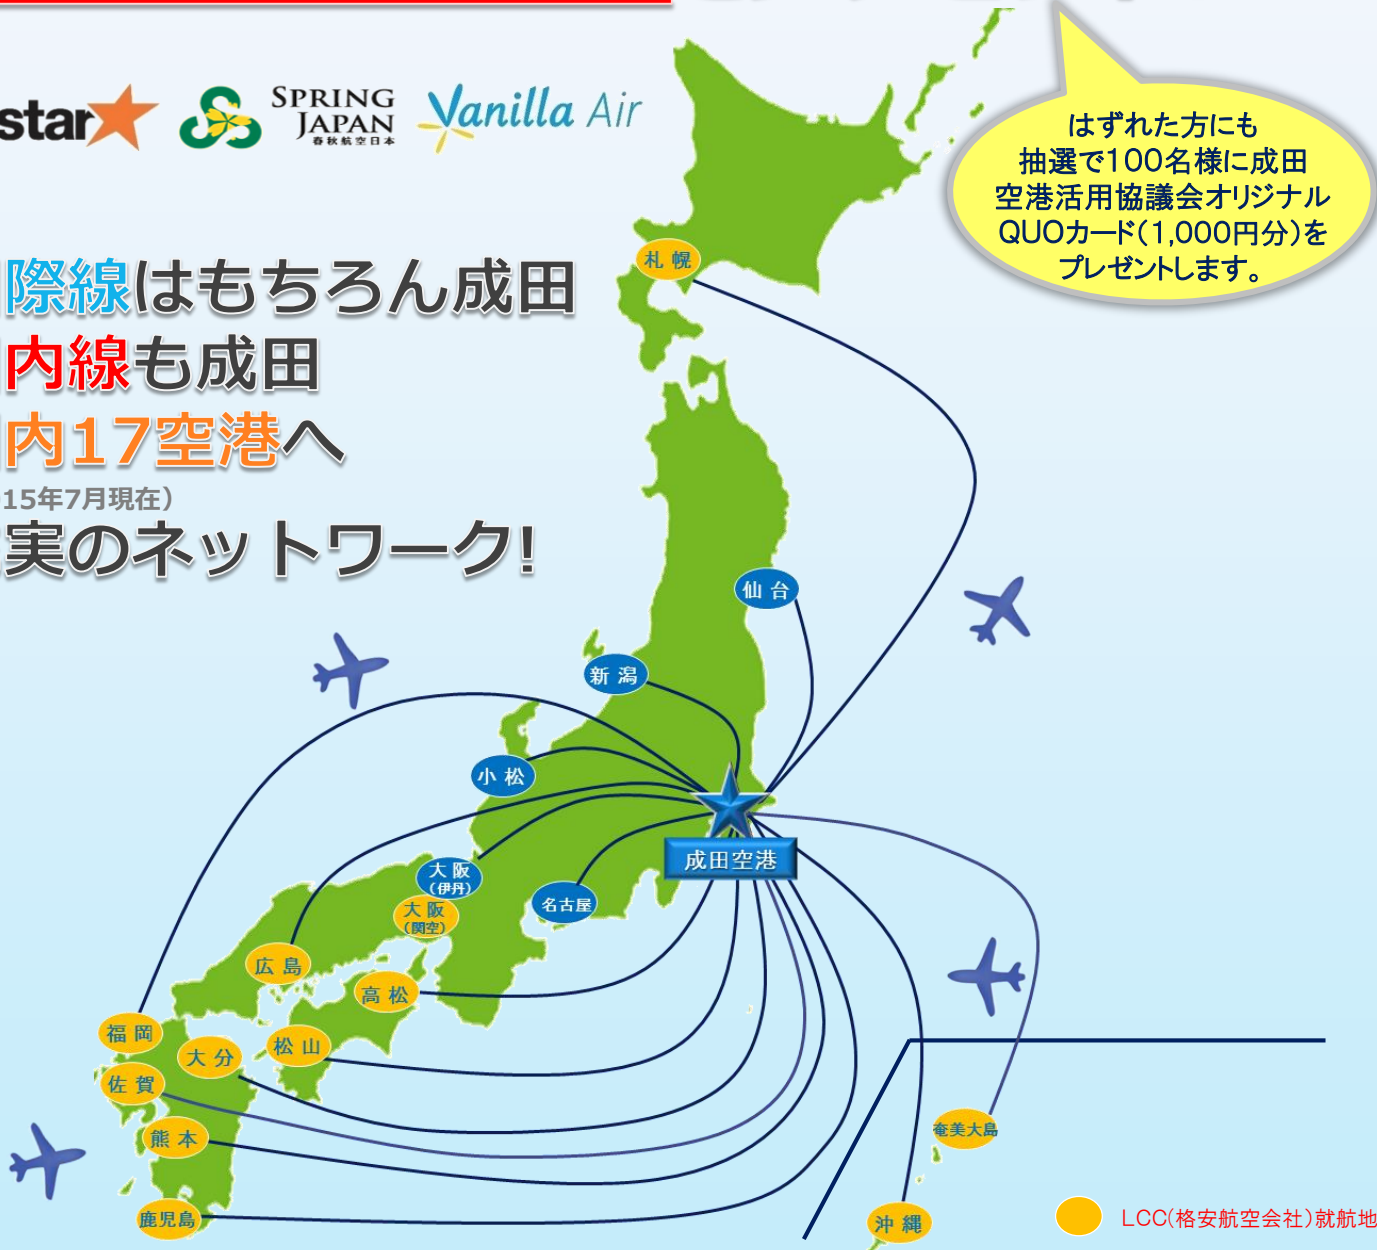 star
SPRING
JAPAN
春秋航空日本
Vanilla Air
はずれた方にも
抽選で100名様に成田
空港活用協議会オリジナル
QUOカード(1,000円分)を
プレゼントします。
際線はもちろん成田
内線も成田
内17空港へ
15年7月現在)
実のネットワーク!
札幌
仙台
新潟
小松
成田空港
大阪
(伊丹)
大阪
(関空)
名古屋
広島
高松
福岡
大分
松山
佐賀
熊本
鹿児島
奄美大島
沖縄
LCC(格安航空会社)就航地